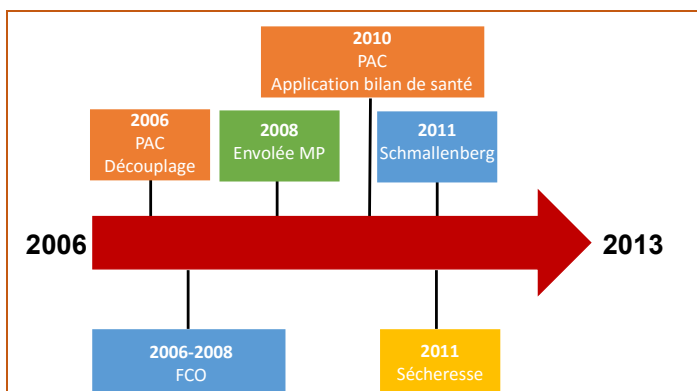 2010
PAC
Application bilan de santé
2006
PAC
Découplage
2008
Envolée MP
2011
Schmallenberg
2006
2013
2006-2008
FCO
2011
Sécheresse